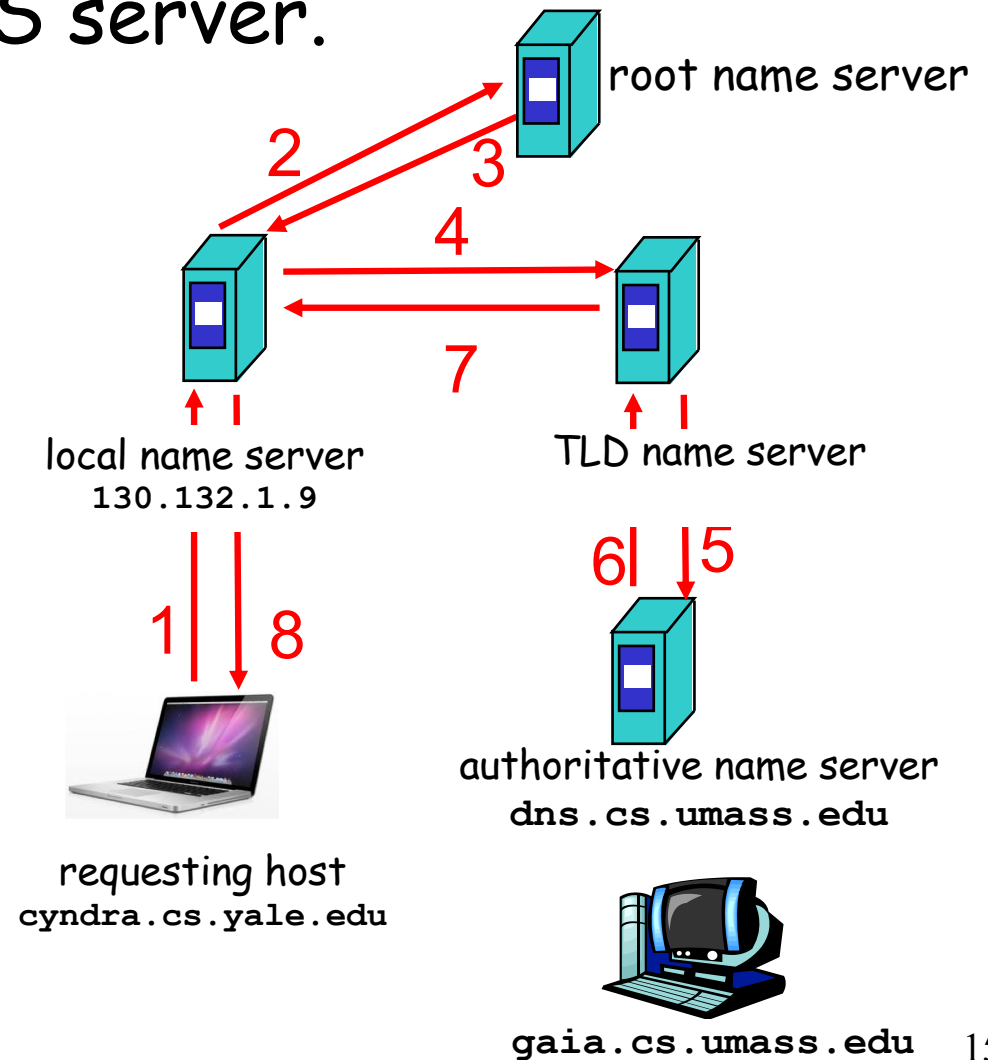 S server.
root name server
2
3
4
7
local name server
130.132.1.9
TLD name server
6
5
1
8
authoritative name server
dns.cs.umass.edu
requesting host
cyndra.cs.yale.edu
gaia.cs.umass.edu